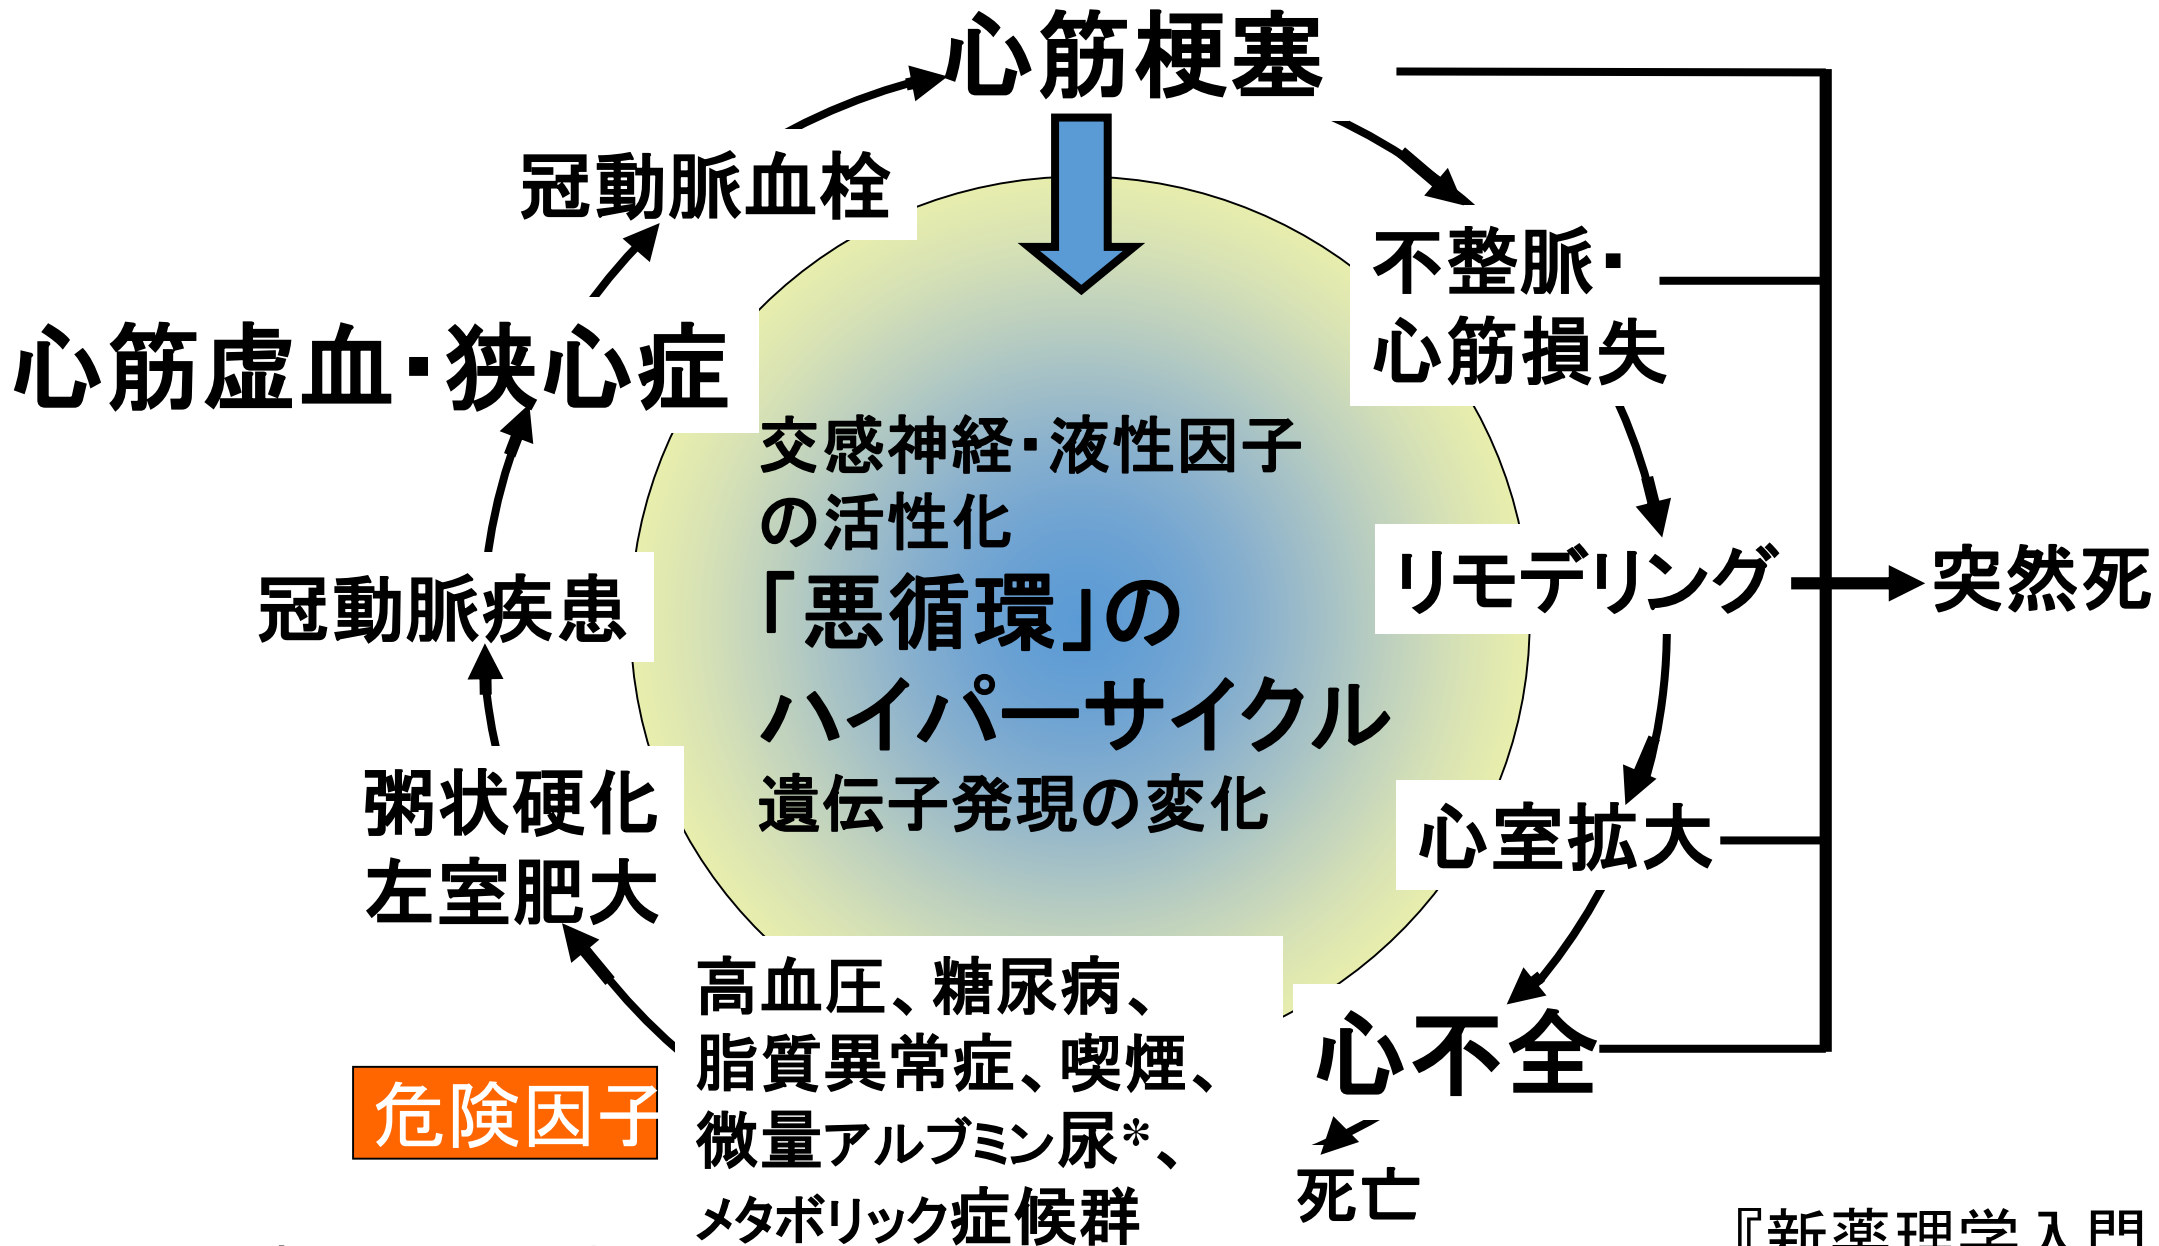 心筋梗塞
冠動脈血栓
不整脈・
心筋損失
心筋虚血・狭心症
交感神経・液性因子
の活性化
「悪循環」の
ハイパーサイクル
遺伝子発現の変化
リモデリング
突然死
冠動脈疾患
粥状硬化
左室肥大
心室拡大
高血圧、糖尿病、
脂質異常症、喫煙、
微量アルブミン尿*、
メタボリック症候群
危険因子
心不全
死亡
『新薬理学入門